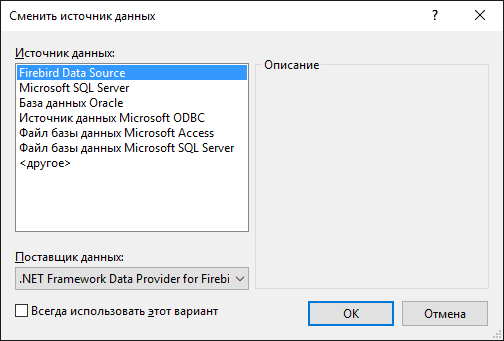 Сменить источник данных
?
Источник данных:
Firebird Data Source
Microsoft SQL Server
База данных Oracle
Источник данных Microsoft ODBC
Файл базы данных Microsoft Access
Файл базы данных Microsoft SQL Server
<другое>
Описание
Поставщик данных:
.NET Framework Data Provider for Firebi
Всегда использовать этот вариант
OK
Отмена